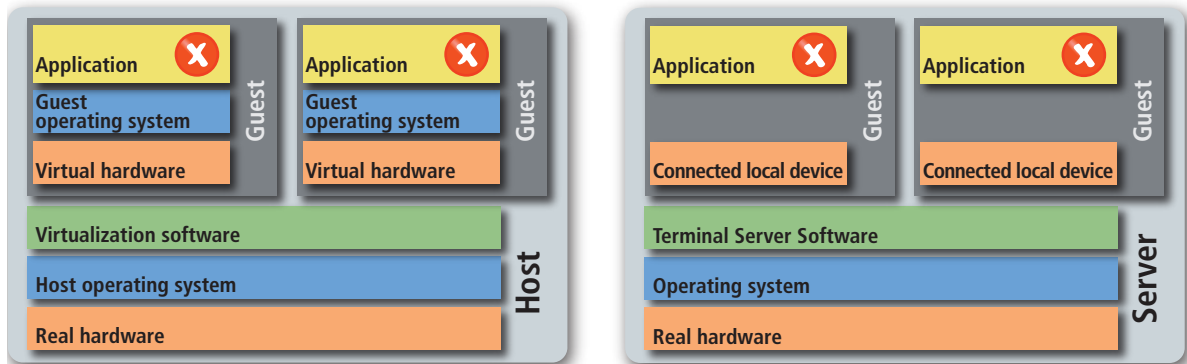 Application
X
Guest
operating system
Virtual hardware
Guest
Application
X
Guest
operating system
Virtual hardware
Guest
Virtualization software
Host operating system
Real hardware
Host
Application
X
Connected local device
Guest
Application
X
Connected local device
Guest
Terminal Server Software
Operating system
Real hardware
Server